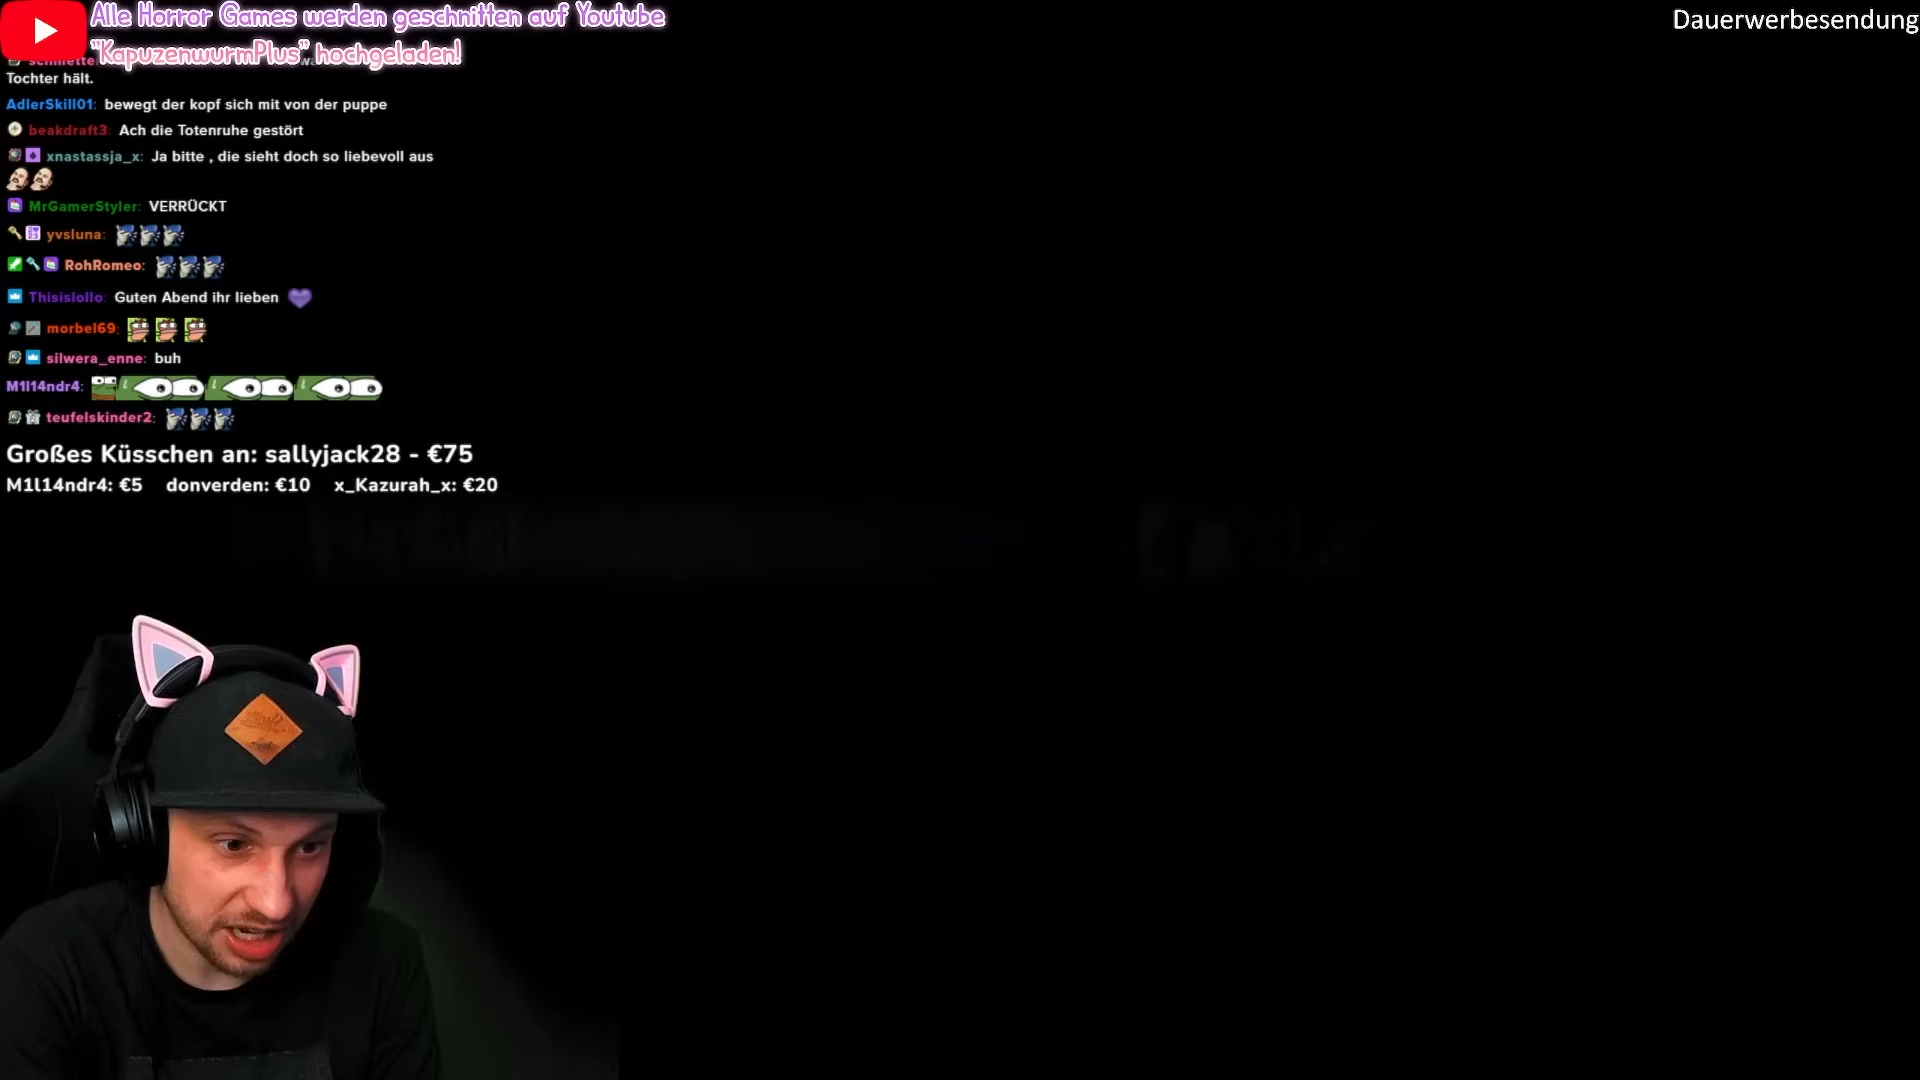 Alle Horror Games werden geschnitten auf Youtube
"KapuzenwurmPlus" hochgeladen!
Dauerwerbesendung
Tochter hält.
AdlerSkill01: bewegt der kopf sich mit von der puppe
beakdraft3: Ach die Totenruhe gestört
xnastassja_x: Ja bitte , die sieht doch so liebevoll aus
MrGamerStyler: VERRÜCKT
yvsluna:
RohRomeo:
Thisislollo: Guten Abend ihr lieben
morbel69:
silwera_enne: buh
M1l14ndr4:
teufelskinder2:
Großes Küsschen an: sallyjack28 - €75
M1l14ndr4: €5 donverden: €10 x_Kazurah_x: €20